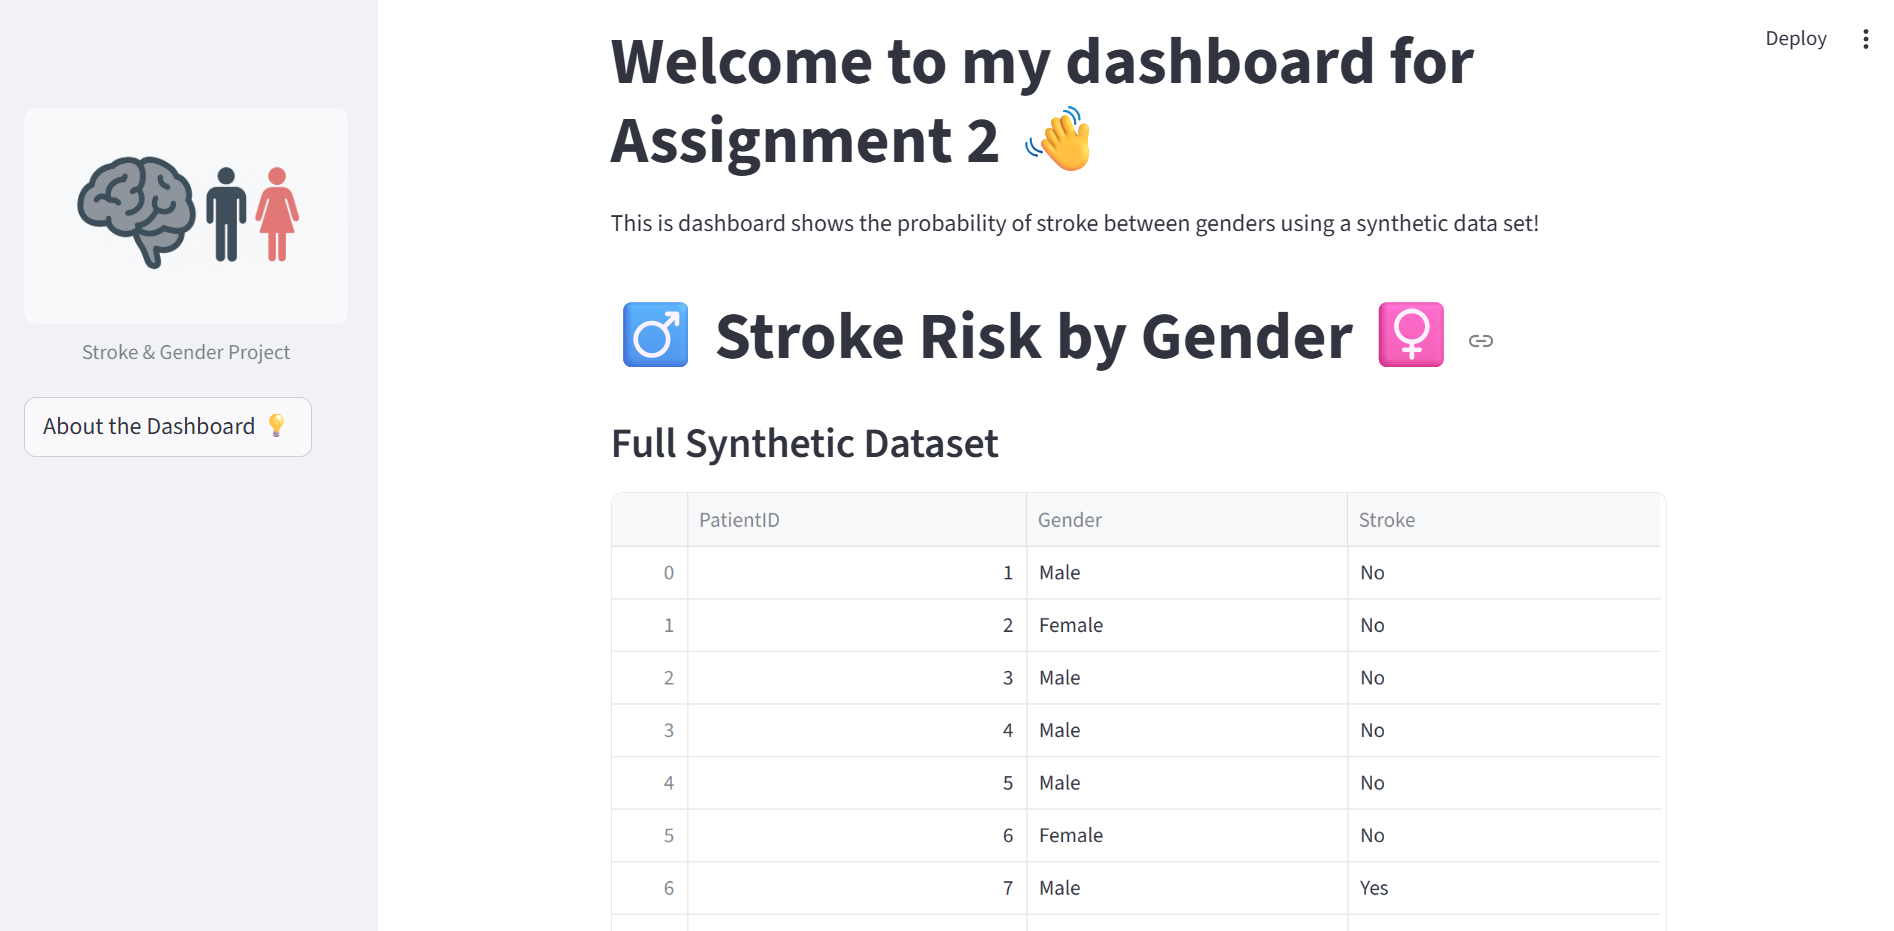 Deploy
Welcome to my dashboard for
Assignment 2 👋
This is dashboard shows the probability of stroke between genders using a synthetic data set!
♂️ Stroke Risk by Gender ♀️
Stroke & Gender Project
About the Dashboard 💡
Full Synthetic Dataset
PatientID Gender Stroke
0 1 Male No
1 2 Female No
2 3 Male No
3 4 Male No
4 5 Male No
5 6 Female No
6 7 Male Yes